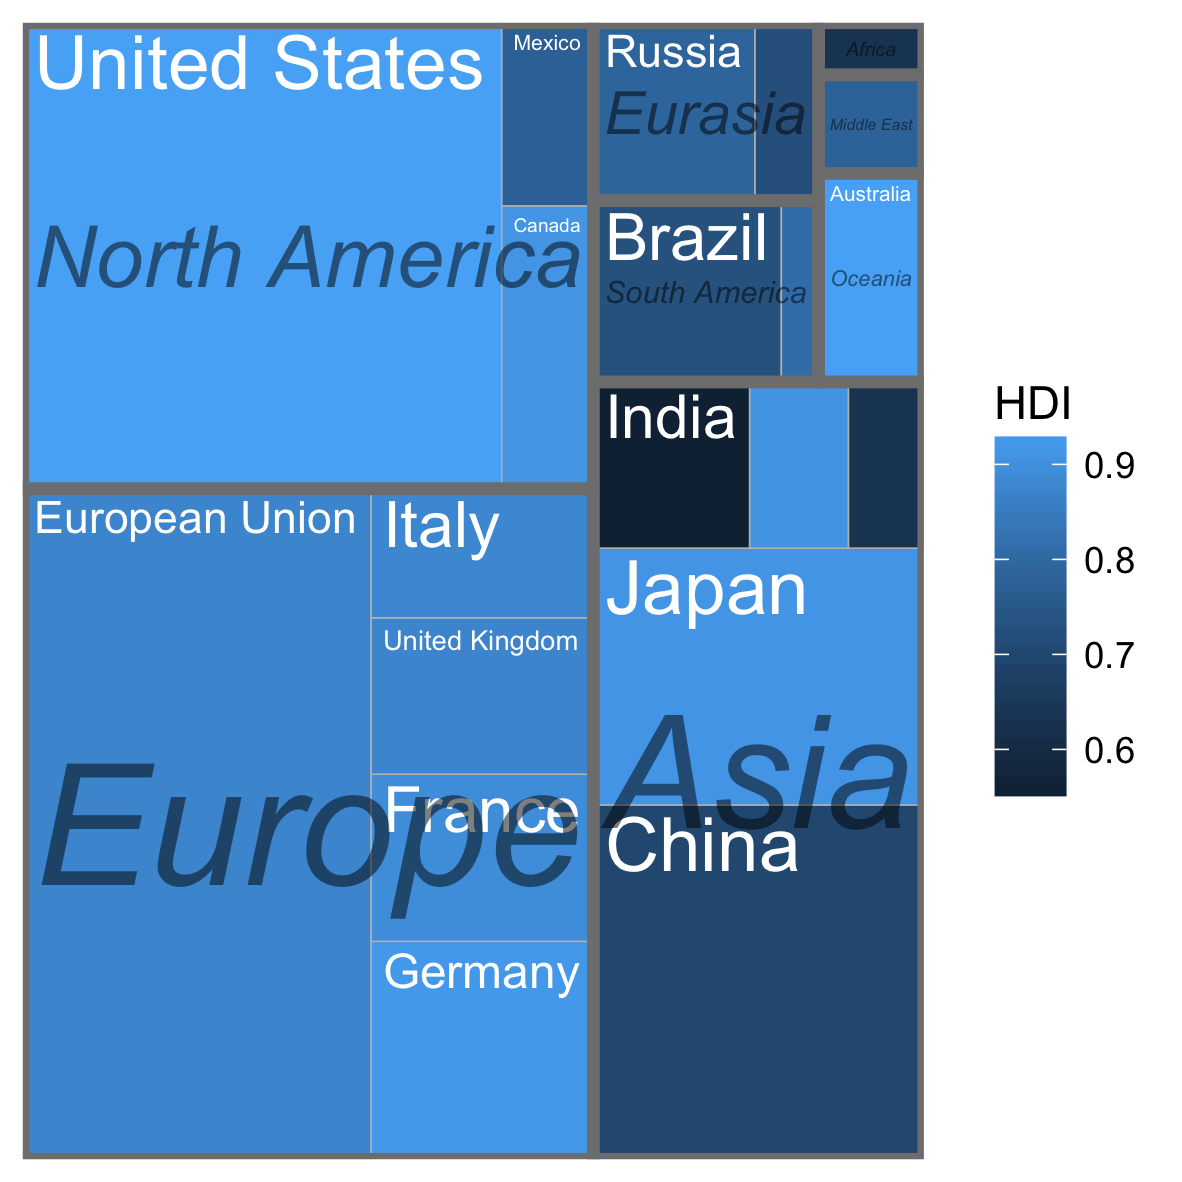 United States
Mexico
Canada
North America
Russia
Eurasia
Africa
Middle East
Brazil
South America
Australia
Oceania
European Union
Italy
United Kingdom
France
Germany
Europe
India
Japan
Asia
China
HDI
0.9
0.8
0.7
0.6